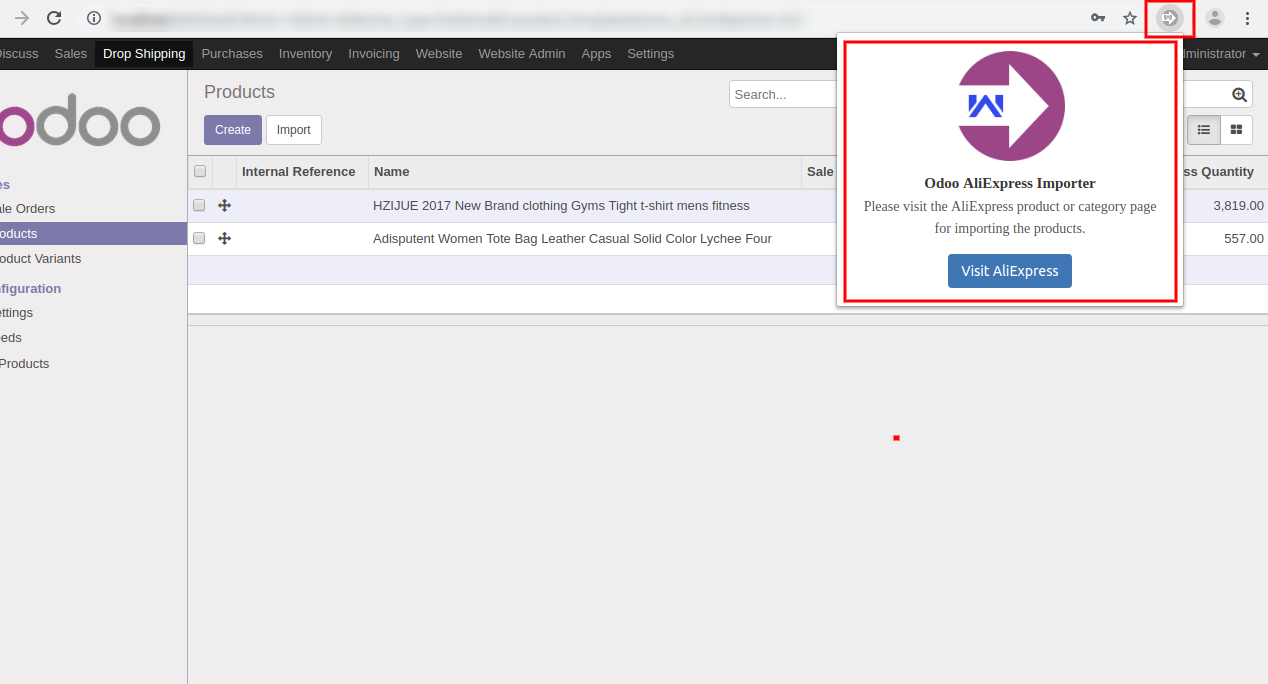 Discuss Sales Drop Shipping Purchases Inventory Invoicing Website Website Admin Apps Settings
Administrator
odoo
Products
Search...
Create Import
Internal Reference Name Sale
ss Quantity
HZIJUE 2017 New Brand clothing Gyms Tight t-shirt mens fitness 3,819.00
Adisputent Women Tote Bag Leather Casual Solid Color Lychee Four 557.00
es
ale Orders
oducts
oduct Variants
nfiguration
ettings
eeds
Products
W
Odoo AliExpress Importer
Please visit the AliExpress product or category page
for importing the products.
Visit AliExpress